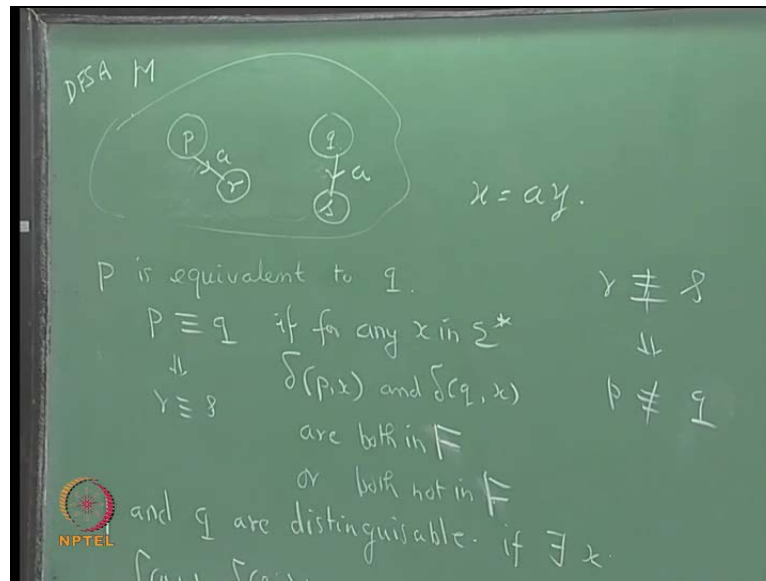 DFSA M
p q
a a
r s
x = ay.
p is equivalent to q.
p ≡ q if for any x in Σ*
⇓
r ≡ s
δ(p,x) and δ(q,x)
are both in F
or both not in F
r ≢ s
⇓
p ≢ q
and q are distinguisable. if ∃ x.
NPTEL